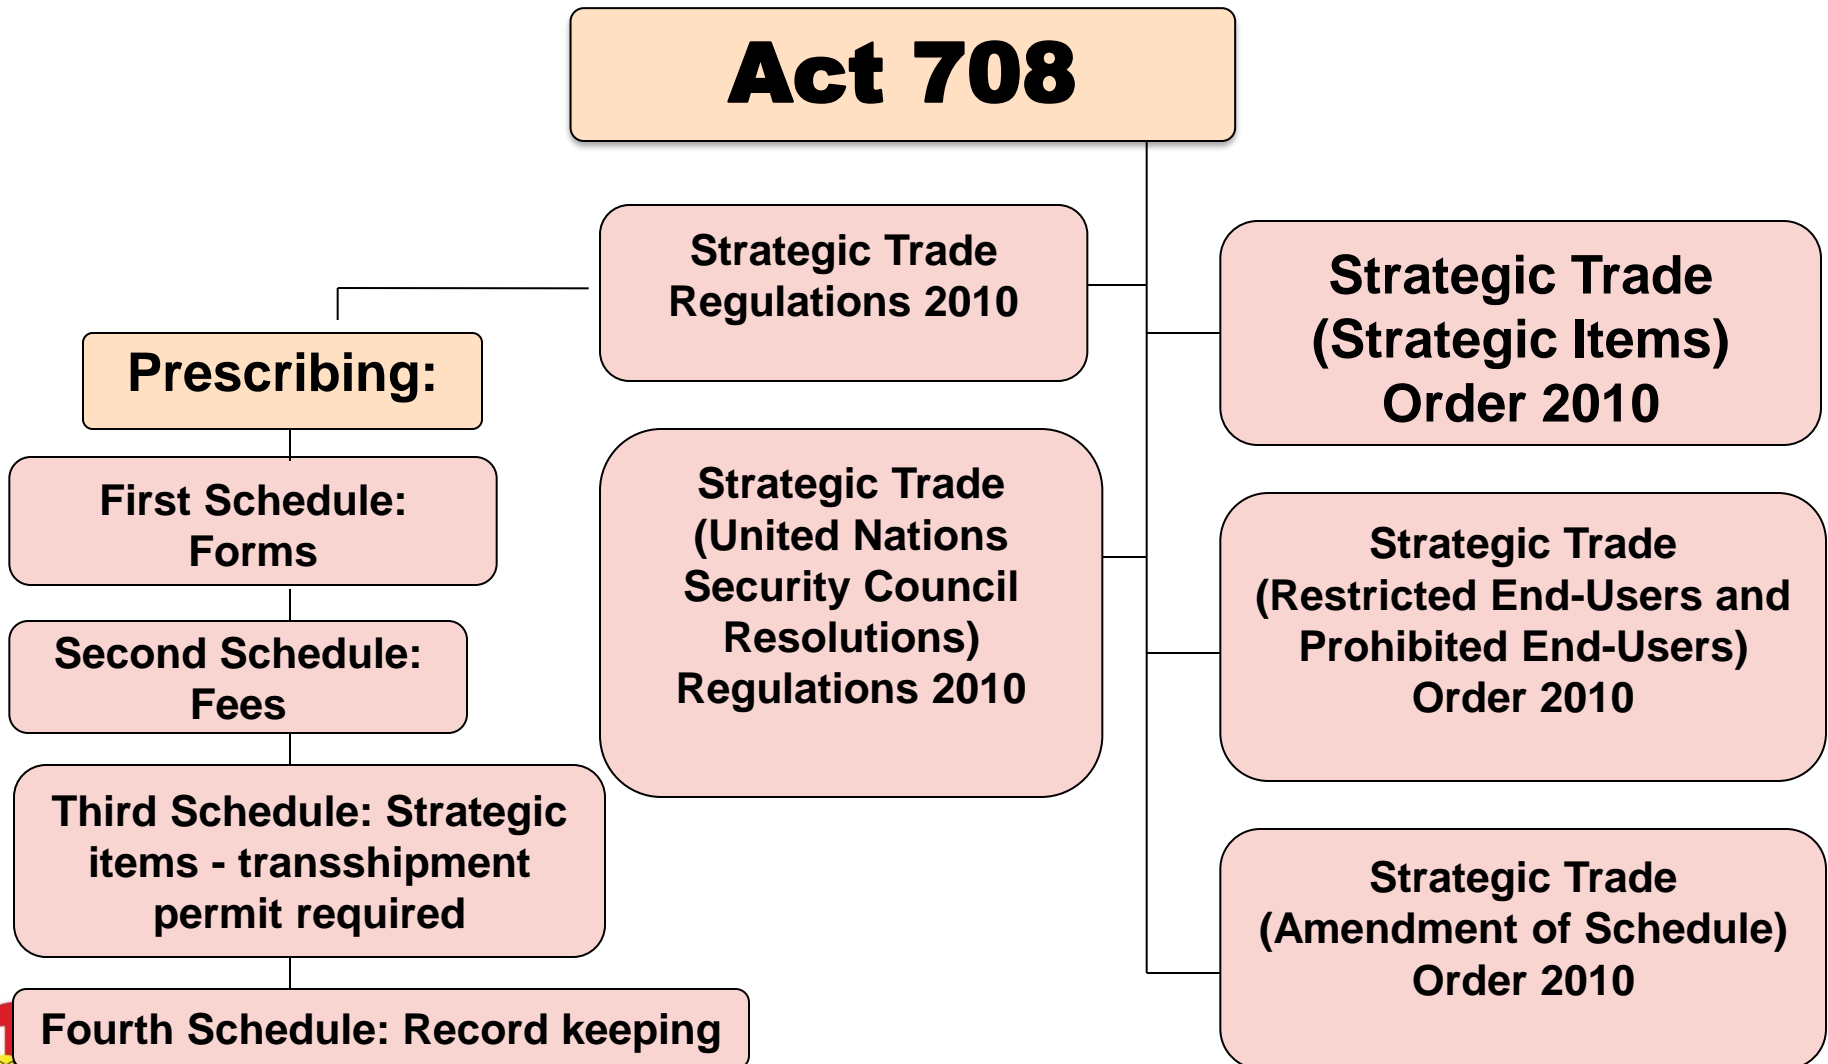 Act 708
Strategic Trade
Regulations 2010
Strategic Trade
(Strategic Items)
Order 2010
Prescribing:
First Schedule:
Forms
Second Schedule:
Fees
Third Schedule: Strategic
items - transshipment
permit required
Fourth Schedule: Record keeping
Strategic Trade
(United Nations
Security Council
Resolutions)
Regulations 2010
Strategic Trade
(Restricted End-Users and
Prohibited End-Users)
Order 2010
Strategic Trade
(Amendment of Schedule)
Order 2010